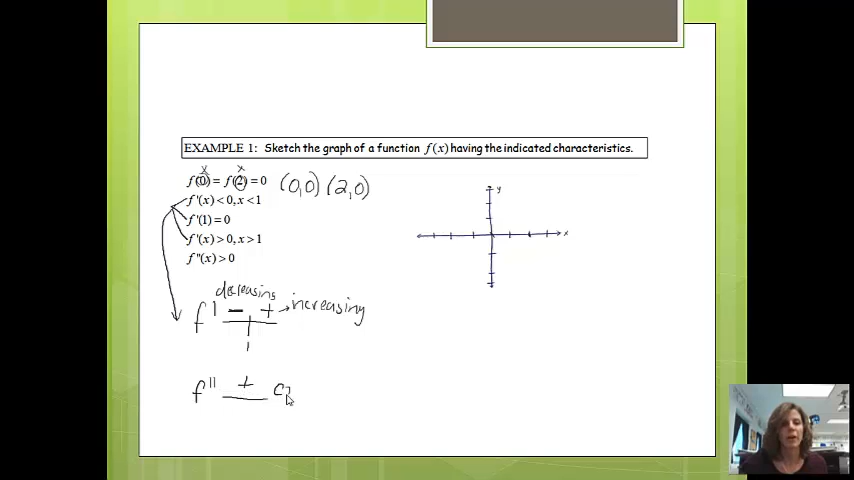 EXAMPLE 1: Sketch the graph of a function f(x) having the indicated characteristics.
x x
f(0) = f(2) = 0 (0,0) (2,0)
f'(x) < 0, x < 1
f'(1) = 0
f'(x) > 0, x > 1
f''(x) > 0
y
x
decreasing
f' - + → increasing
1
f'' +